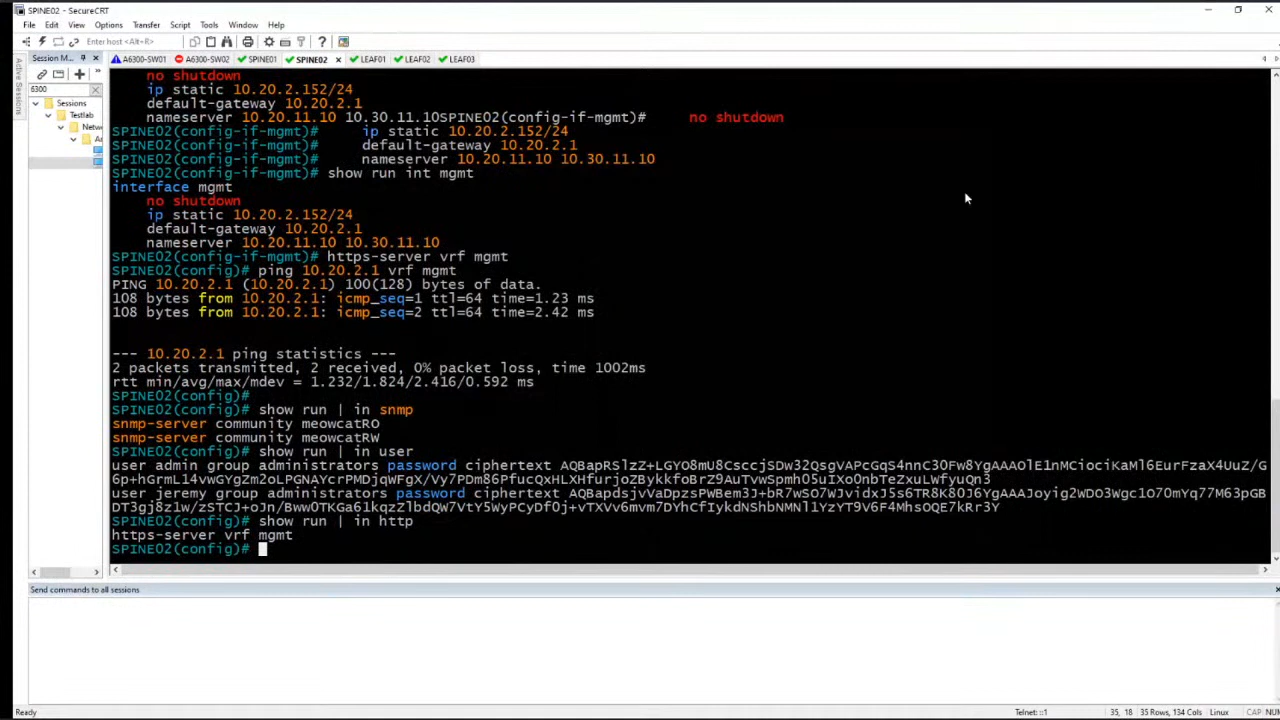 SPINE02 - SecureCRT
File Edit View Options Transfer Script Tools Window Help
Enter host <Alt+R>
Session M... A6300-SW01 A6300-SW02 SPINE01 SPINE02 LEAF01 LEAF02 LEAF03
Active Sessions
6300
Sessions
Testlab
Netw
no shutdown
ip static 10.20.2.152/24
default-gateway 10.20.2.1
nameserver 10.20.11.10 10.30.11.10SPINE02(config-if-mgmt)# no shutdown
SPINE02(config-if-mgmt)# ip static 10.20.2.152/24
SPINE02(config-if-mgmt)# default-gateway 10.20.2.1
SPINE02(config-if-mgmt)# nameserver 10.20.11.10 10.30.11.10
SPINE02(config-if-mgmt)# show run int mgmt
interface mgmt
no shutdown
ip static 10.20.2.152/24
default-gateway 10.20.2.1
nameserver 10.20.11.10 10.30.11.10
SPINE02(config-if-mgmt)# https-server vrf mgmt
SPINE02(config)# ping 10.20.2.1 vrf mgmt
PING 10.20.2.1 (10.20.2.1) 100(128) bytes of data.
108 bytes from 10.20.2.1: icmp_seq=1 ttl=64 time=1.23 ms
108 bytes from 10.20.2.1: icmp_seq=2 ttl=64 time=2.42 ms
--- 10.20.2.1 ping statistics ---
2 packets transmitted, 2 received, 0% packet loss, time 1002ms
rtt min/avg/max/mdev = 1.232/1.824/2.416/0.592 ms
SPINE02(config)#
SPINE02(config)# show run | in snmp
snmp-server community meowcatRO
snmp-server community meowcatRW
SPINE02(config)# show run | in user
user admin group administrators password ciphertext
user jeremy group administrators password ciphertext
SPINE02(config)# show run | in http
https-server vrf mgmt
SPINE02(config)#
Send commands to all sessions
Ready Telnet: ::1 35, 18 35 Rows, 134 Cols Linux CAP NUM